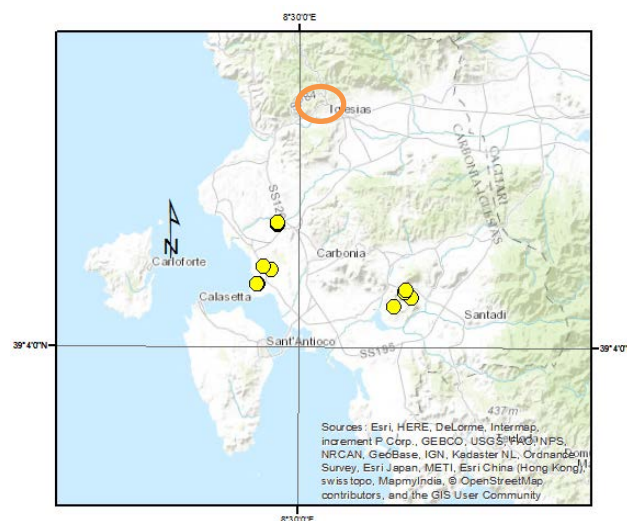 8°30'0"E
Iglesias
CAGLIARI
CARBONIA-IGLESIAS
N
Carloforte
Carbonia
Calasetta
Santadi
39°4'0"N
Sant'Antioco
39°4'0"N
SS195
437 m
Sources: Esri, HERE, DeLorme, Intermap,
increment P Corp., GEBCO, USGS, FAO, NPS,
NRCAN, GeoBase, IGN, Kadaster NL, Ordnance
Survey, Esri Japan, METI, Esri China (Hong Kong),
swisstopo, MapmyIndia, © OpenStreetMap
contributors, and the GIS User Community
8°30'0"E